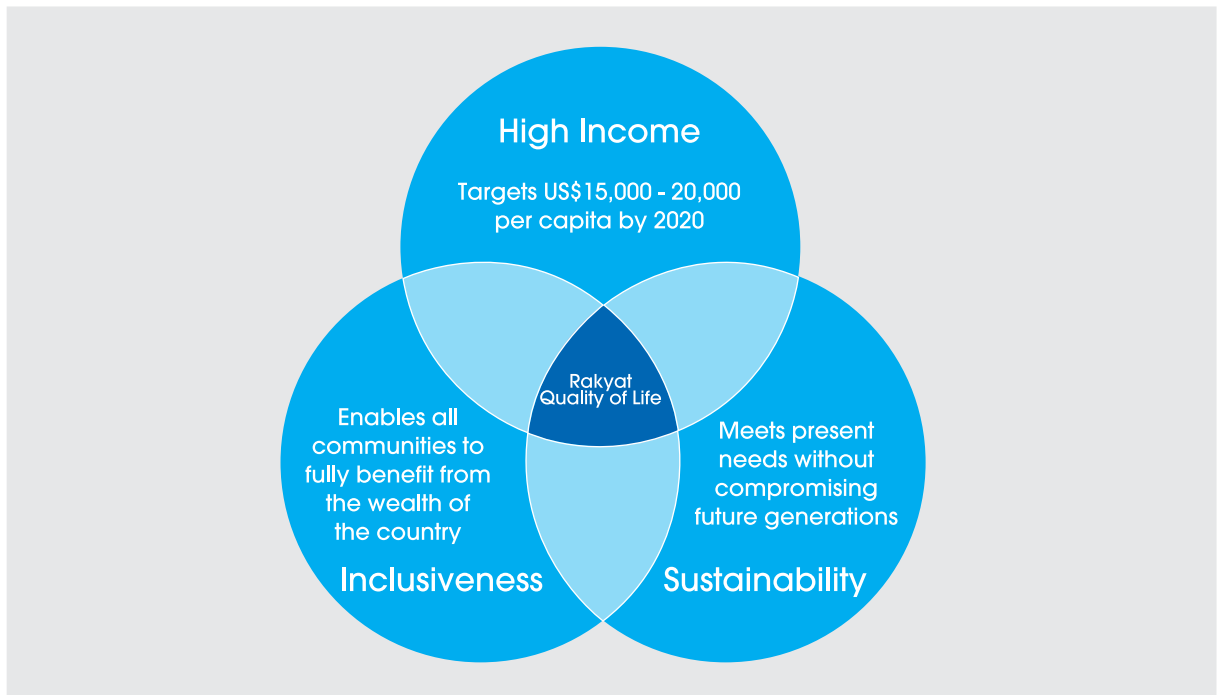 High Income
Targets US$15,000 - 20,000
per capita by 2020
Rakyat
Quality of Life
Enables all
communities to
fully benefit from
the wealth of
the country
Inclusiveness
Meets present
needs without
compromising
future generations
Sustainability